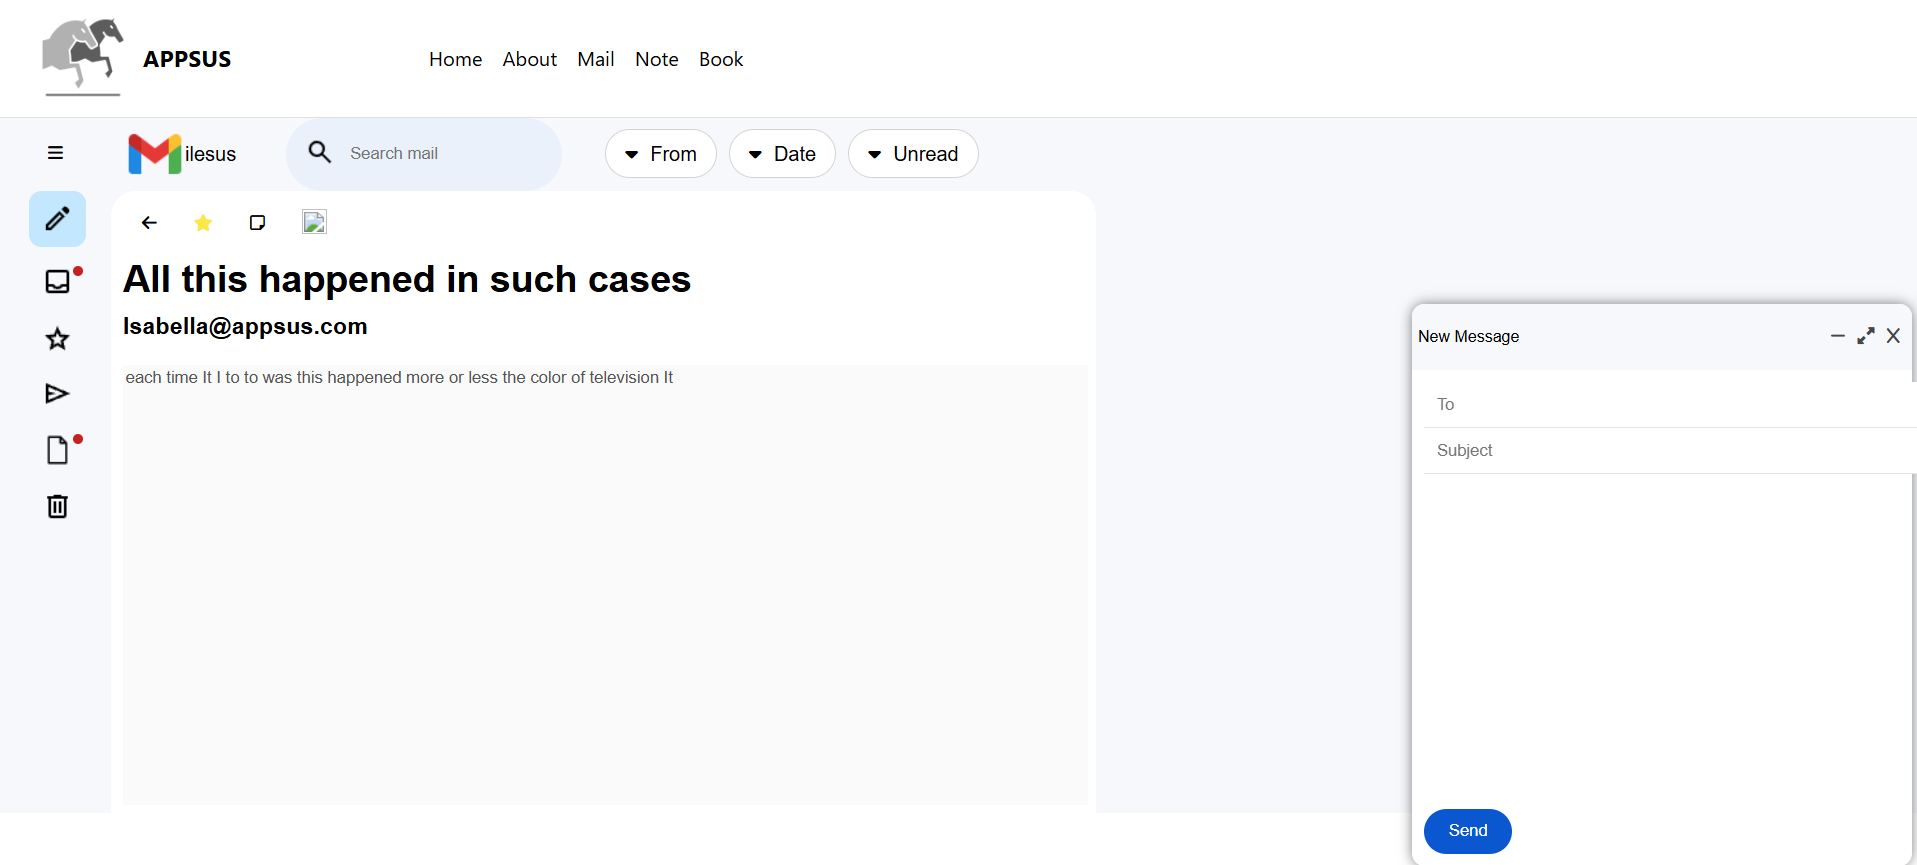 APPSUS
Home About Mail Note Book
ilesus
Search mail
From
Date
Unread
All this happened in such cases
Isabella@appsus.com
each time It I to to was this happened more or less the color of television It
New Message
To
Subject
Send